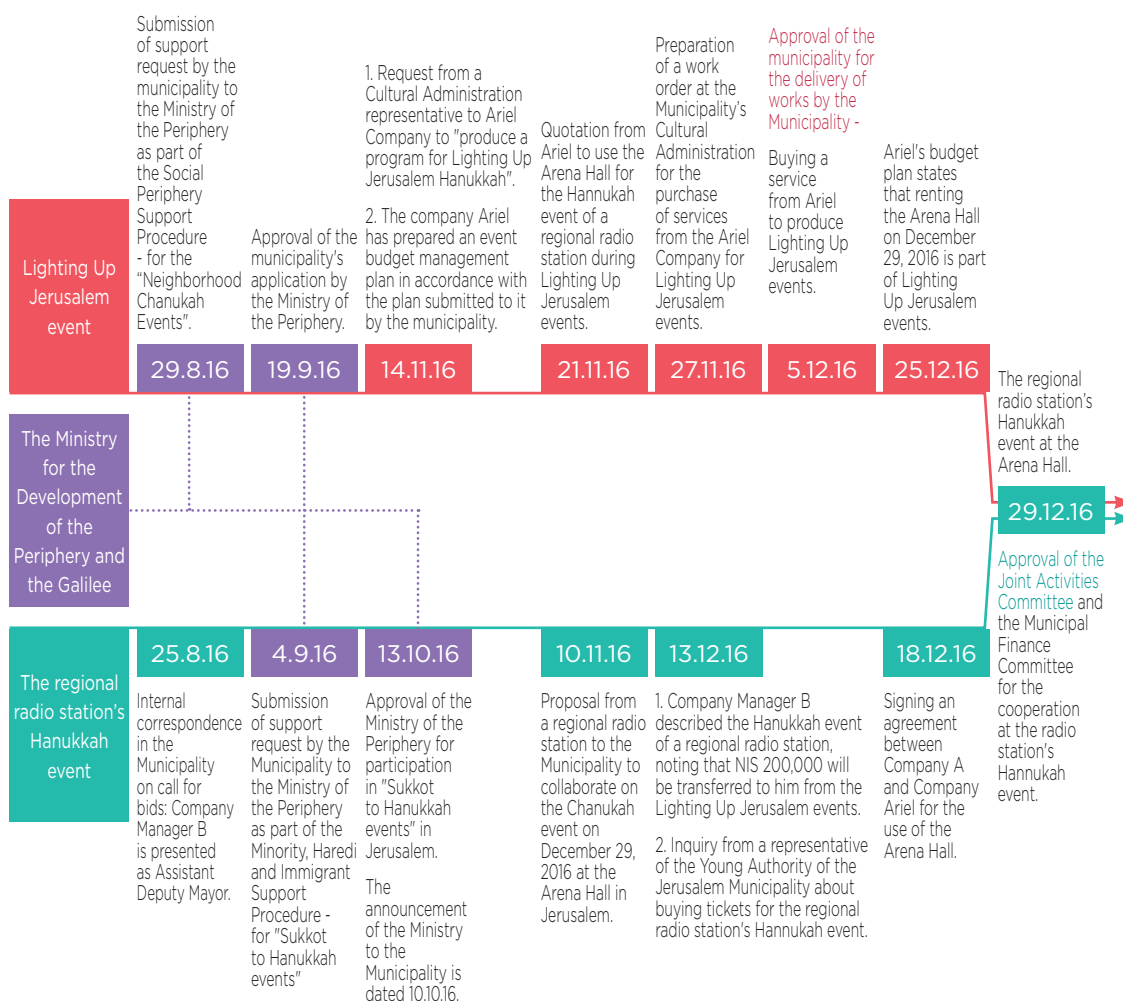 Lighting Up
Jerusalem
event
Submission
of support
request by the
municipality to
the Ministry of
the Periphery
as part of
the Social
Periphery
Support
Procedure
- for the
“Neighborhood
Chanukah
Events".
29.8.16
Approval of the
municipality's
application by
the Ministry of
the Periphery.
19.9.16
1. Request from a
Cultural Administration
representative to Ariel
Company to "produce a
program for Lighting Up
Jerusalem Hanukkah".
2. The company Ariel
has prepared an event
budget management
plan in accordance with
the plan submitted to it
by the municipality.
14.11.16
Quotation from
Ariel to use the
Arena Hall for
the Hannukah
event of a
regional radio
station during
Lighting Up
Jerusalem
events.
21.11.16
Preparation
of a work
order at the
Municipality's
Cultural
Administration
for the
purchase
of services
from the Ariel
Company for
Lighting Up
Jerusalem
events.
27.11.16
Approval of the
municipality for
the delivery of
works by the
Municipality -
Buying a
service
from Ariel
to produce
Lighting Up
Jerusalem
events.
5.12.16
Ariel's budget
plan states
that renting
the Arena Hall
on December
29, 2016 is part
of Lighting
Up Jerusalem
events.
25.12.16
The Ministry
for the
Development
of the
Periphery and
the Galilee
The regional
radio station’s
Hanukkah
event at the
Arena Hall.
29.12.16
Approval of the
Joint Activities
Committee and
the Municipal
Finance
Committee
for the
cooperation
at the radio
station's
Hannukah
event.
The regional
radio station's
Hanukkah
event
25.8.16
Internal
correspondence
in the
Municipality
on call for
bids: Company
Manager B
is presented
as Assistant
Deputy Mayor.
4.9.16
Submission
of support
request by the
Municipality to
the Ministry of
the Periphery
as part of the
Minority, Haredi
and Immigrant
Support
Procedure -
for "Sukkot
to Hanukkah
events"
13.10.16
Approval of the
Ministry of the
Periphery for
participation
in "Sukkot
to Hanukkah
events" in
Jerusalem.
The
announcement
of the Ministry
to the
Municipality is
dated 10.10.16.
10.11.16
Proposal from
a regional radio
station to the
Municipality to
collaborate on
the Chanukah
event on
December 29,
2016 at the
Arena Hall in
Jerusalem.
13.12.16
1. Company Manager B
described the Hanukkah event
of a regional radio station,
noting that NIS 200,000 will
be transferred to him from the
Lighting Up Jerusalem events.
2. Inquiry from a representative
of the Young Authority of the
Jerusalem Municipality about
buying tickets for the regional
radio station's Hannukah event.
18.12.16
Signing an
agreement
between
Company A
and Company
Ariel for the
use of the
Arena Hall.